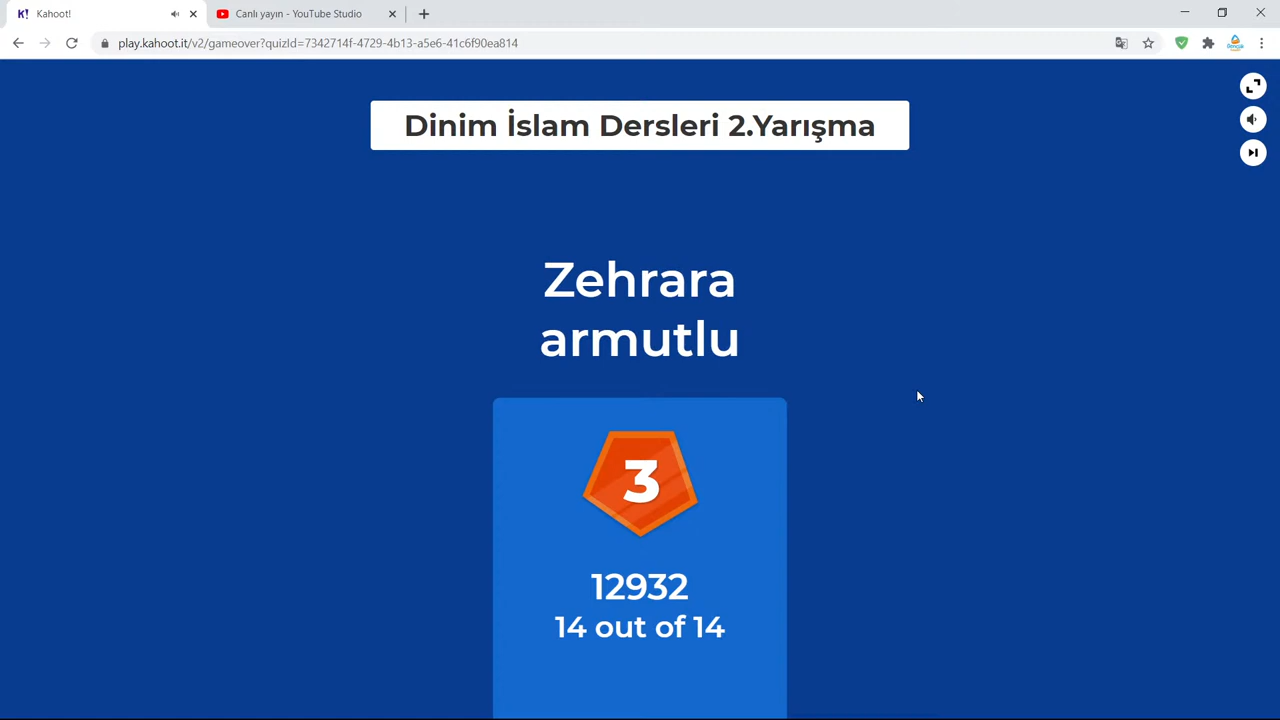 Kahoot!
Canlı yayın - YouTube Studio
play.kahoot.it/v2/gameover?quizId=7342714f-4729-4b13-a5e6-41c6f90ea814
Dinim İslam Dersleri 2.Yarışma
Zehrara
armutlu
3
12932
14 out of 14